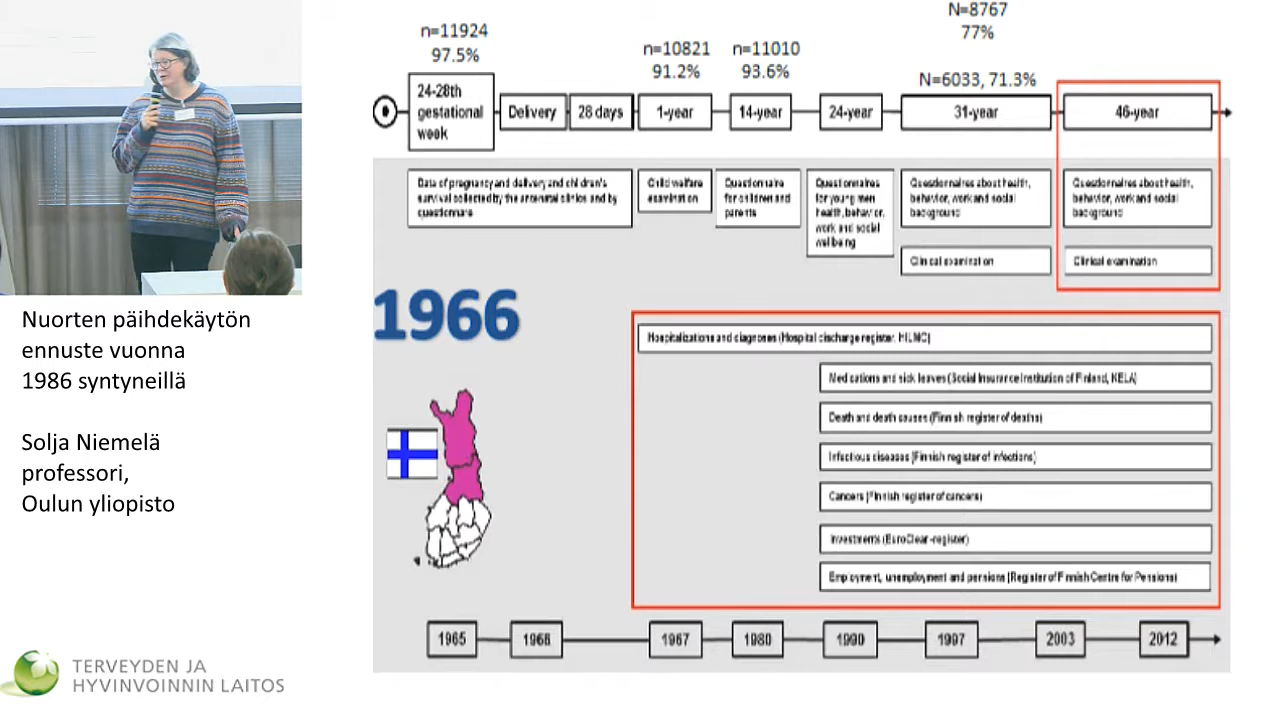 Nuorten päihdekäytön
ennuste vuonna
1986 syntyneillä
Solja Niemelä
professori,
Oulun yliopisto
TERVEYDEN JA
HYVINVOINNIN LAITOS
n=11924
97.5%
n=10821
91.2%
n=11010
93.6%
N=8767
77%
N=6033, 71.3%
24-28th
gestational
week
Delivery
28 days
1-year
14-year
24-year
31-year
46-year
Data of pregnancy and delivery and children's
survival collected by the antenatal clinics and by
questionnare
Child welfare
examination
Questionnaire
for children and
parents
Questionnaires
for young men
health, behavior,
work and social
wellbeing
Questionnaires about health,
behavior, work and social
background
Clinical examination
Questionnaires about health,
behavior, work and social
background
Clinical examination
1966
Hospitalizations and diagnoses (Hospital discharge register, HILMO)
Medications and sick leaves (Social Insurance Institution of Finland, KELA)
Death and death causes (Finnish register of deaths)
Infectious diseases (Finnish register of infections)
Cancers (Finnish register of cancers)
Investments (EuroClear-register)
Employment, unemployment and pensions (Register of Finnish Centre for Pensions)
1965
1966
1967
1980
1990
1997
2003
2012